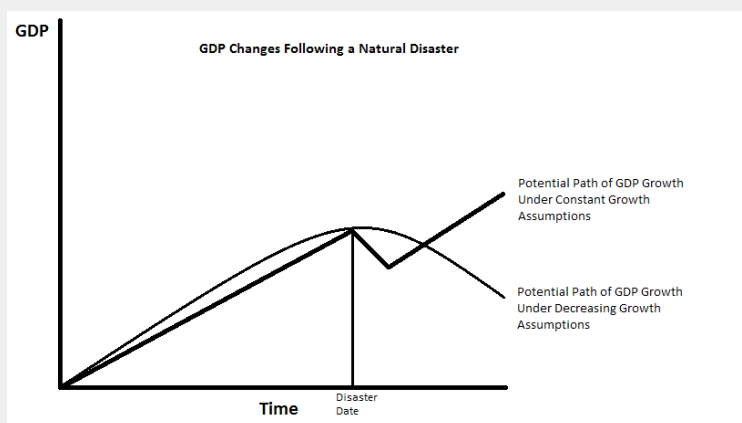 GDP
GDP Changes Following a Natural Disaster
Potential Path of GDP Growth
Under Constant Growth
Assumptions
Potential Path of GDP Growth
Under Decreasing Growth
Assumptions
Disaster
Date
Time